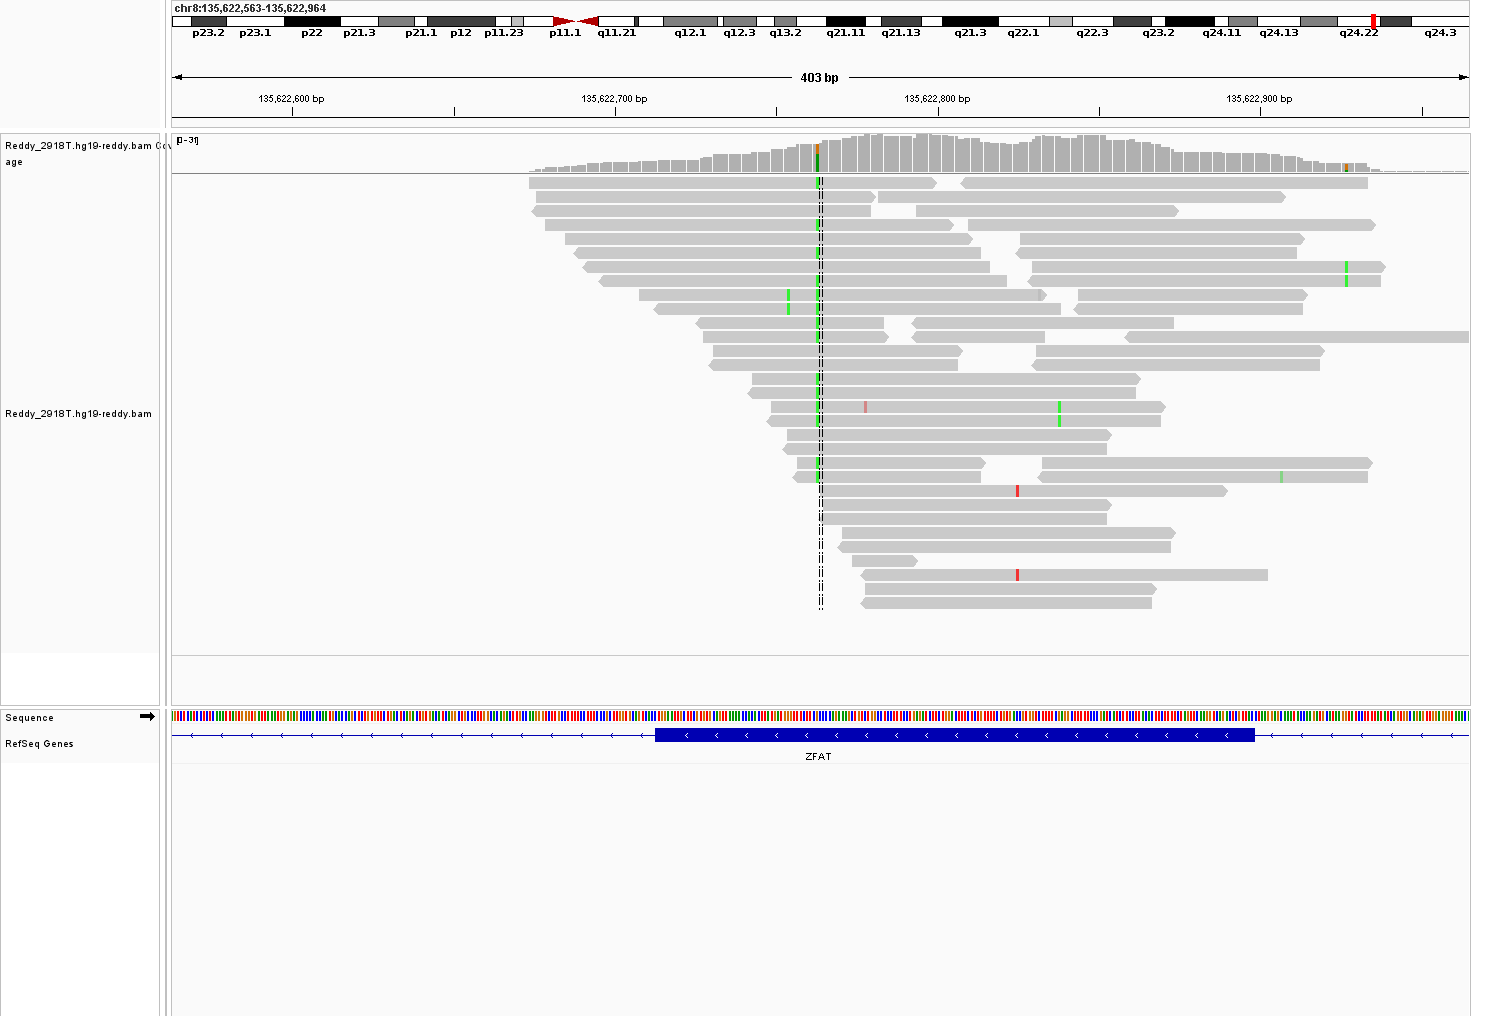 chr8:135,622,563-135,622,964
p23.2 p23.1 p22 p21.3 p21.1 p12 p11.23 p11.1 q11.21 q12.1 q12.3 q13.2 q21.11 q21.13 q21.3 q22.1 q22.3 q23.2 q24.11 q24.13 q24.22 q24.3
403 bp
135,622,600 bp 135,622,700 bp 135,622,800 bp 135,622,900 bp
Reddy_2918T.hg19-reddy.bam Cov
age
[0-31]
Reddy_2918T.hg19-reddy.bam
Sequence
RefSeq Genes
ZFAT